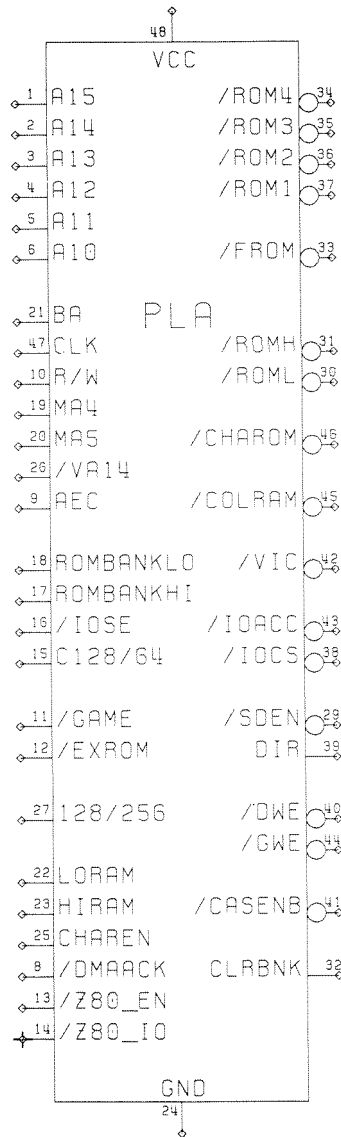 48
VCC
1 A15 /ROM4 34
2 A14 /ROM3 35
3 A13 /ROM2 36
4 A12 /ROM1 37
5 A11
6 A10 /FROM 33
PLA
21 BA
47 CLK /ROMH 31
10 R/W /ROML 30
19 MA4
20 MA5 /CHAROM 46
26 /VA14
9 AEC /COLRAM 45
18 ROMBANKLO /VIC 42
17 ROMBANKHI
16 /IOSE /IOACC 43
15 C128/64 /IOCS 38
11 /GAME /SDEN 29
12 /EXROM DIR 39
27 128/256 /DWE 40
/GWE 44
22 LORAM
23 HIRAM /CASENB 41
25 CHAREN
8 /DMAACK CLRBNK 32
13 /Z80_EN
14 /Z80_IO
GND
24